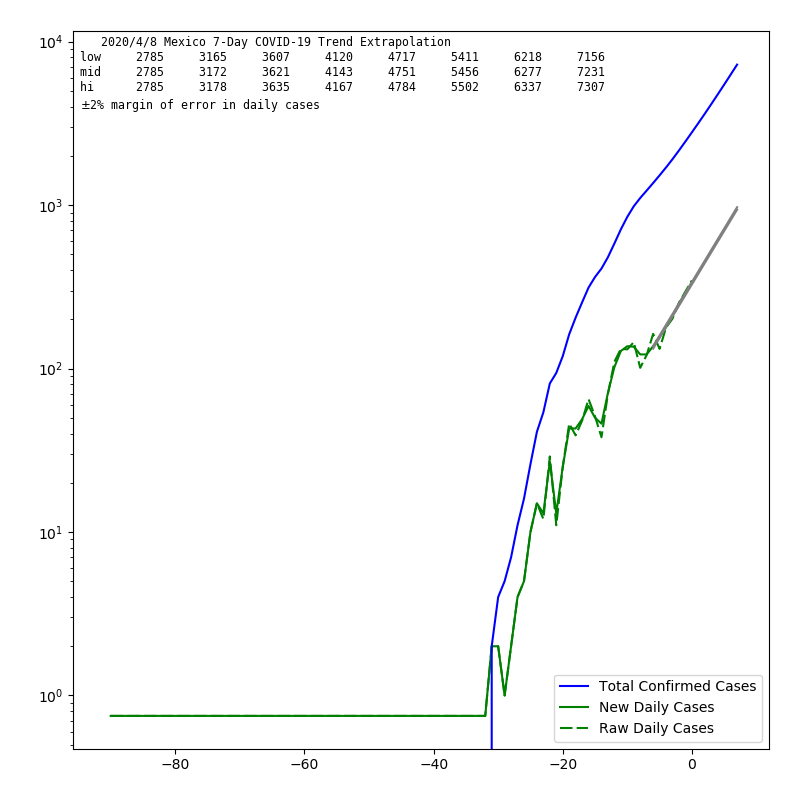 2020/4/8 Mexico 7-Day COVID-19 Trend Extrapolation
low 2785 3165 3607 4120 4717 5411 6218 7156
mid 2785 3172 3621 4143 4751 5456 6277 7231
hi 2785 3178 3635 4167 4784 5502 6337 7307
±2% margin of error in daily cases
10⁴
10³
10²
10¹
10⁰
Total Confirmed Cases
New Daily Cases
Raw Daily Cases
−80 −60 −40 −20 0